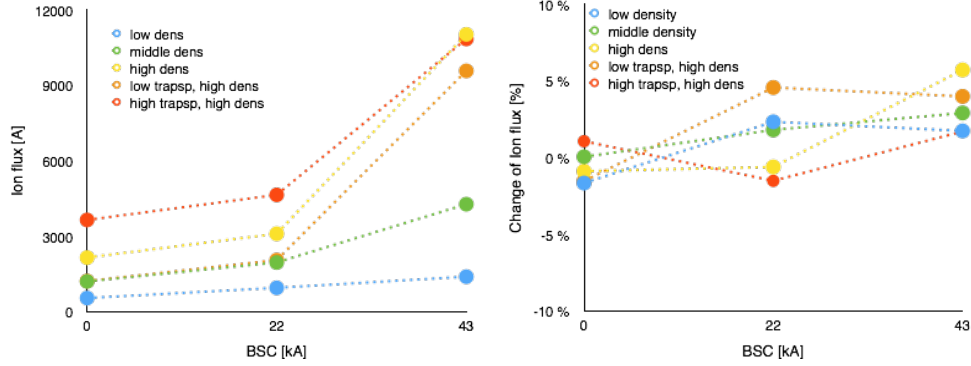 12000
9000
6000
3000
0
Ion flux [A]
low dens
middle dens
high dens
low trapsp, high dens
high trapsp, high dens
0
22
43
BSC [kA]
10 %
5 %
0 %
-5 %
-10 %
Change of Ion flux [%]
low density
middle density
high dens
low trapsp, high dens
high trapsp, high dens
0
22
43
BSC [kA]